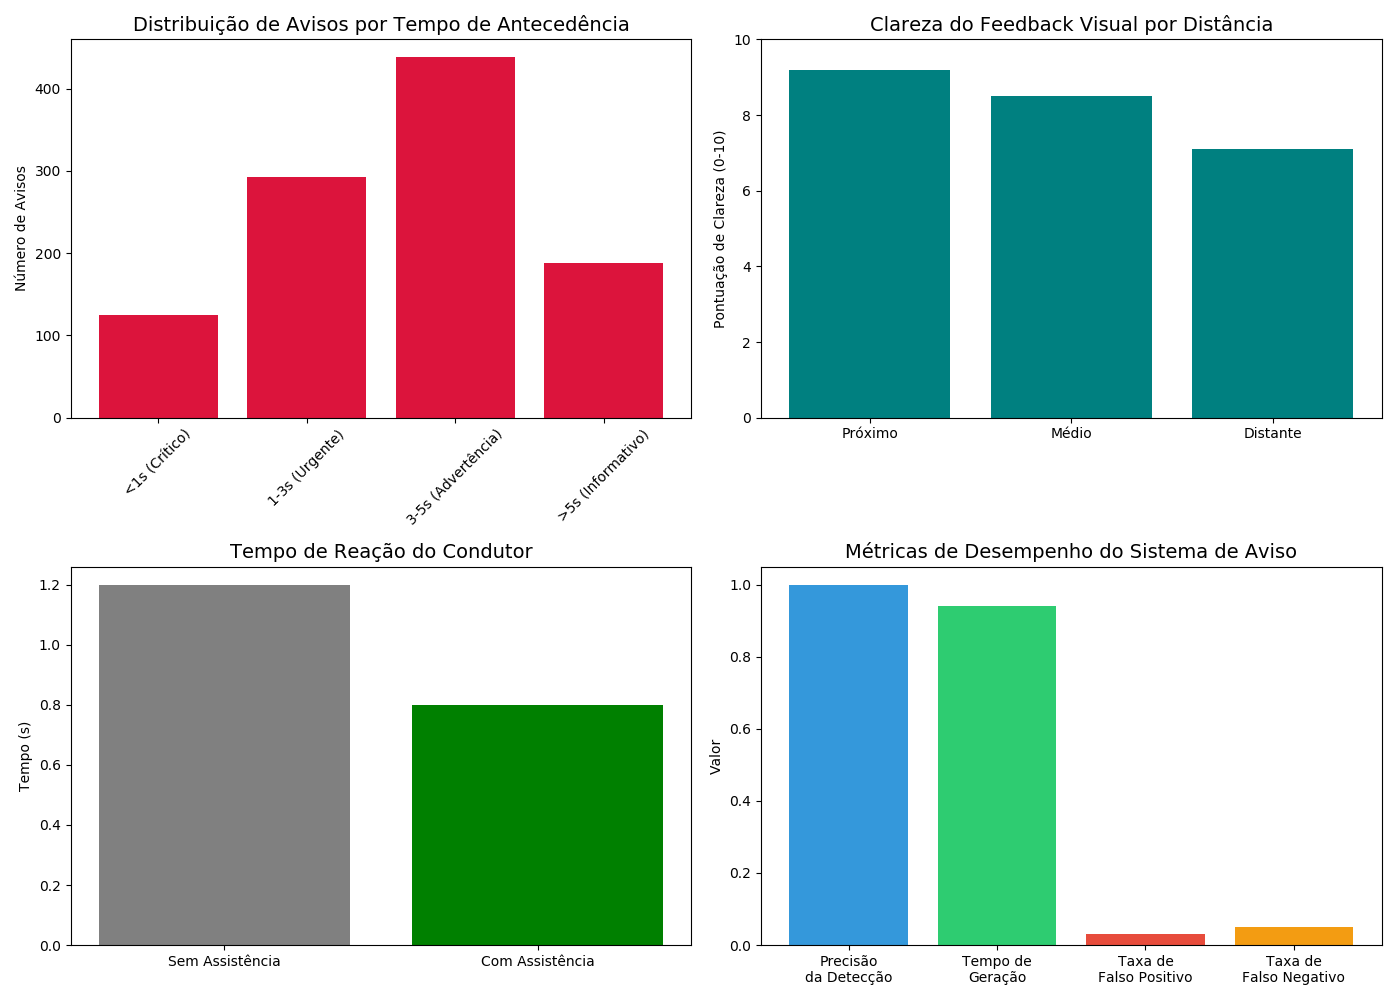 Distribuição de Avisos por Tempo de Antecedência
Número de Avisos
400
300
200
100
0
<1s (Crítico)
1-3s (Urgente)
3-5s (Advertência)
>5s (Informativo)
Clareza do Feedback Visual por Distância
Pontuação de Clareza (0-10)
10
8
6
4
2
0
Próximo
Médio
Distante
Tempo de Reação do Condutor
Tempo (s)
1.2
1.0
0.8
0.6
0.4
0.2
0.0
Sem Assistência
Com Assistência
Métricas de Desempenho do Sistema de Aviso
Valor
1.0
0.8
0.6
0.4
0.2
0.0
Precisão
da Detecção
Tempo de
Geração
Taxa de
Falso Positivo
Taxa de
Falso Negativo